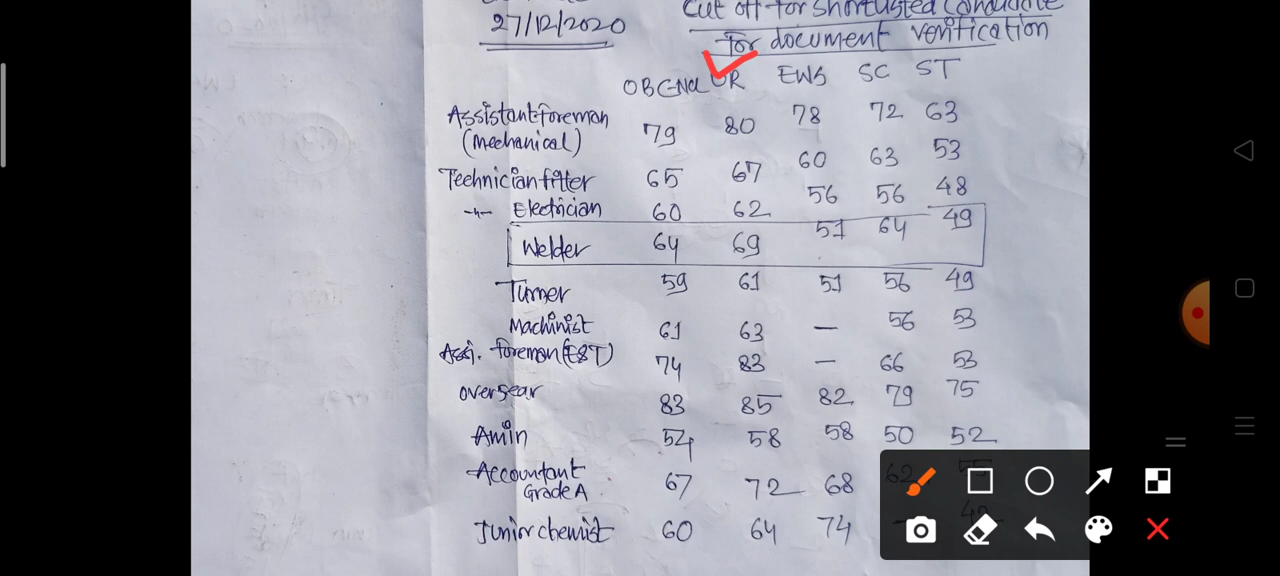 27/12/2020
Cut off for Shortlisted Candidate
For document verification
OBC-NCL UR EWS SC ST
Assistant foreman 79 80 78 72 63
(Mechanical)
Technician fitter 65 67 60 63 53
-"- Electrician 60 62 56 56 48
Welder 64 69 51 64 49
Turner 59 61 51 56 49
Machinist 61 63 — 56 53
Assi. foreman (E&T) 74 83 — 66 53
Oversear 83 85 82 79 75
Amin 54 58 58 50 52
Accountant 67 72 68 62
Grade A
Junior chemist 60 64 74